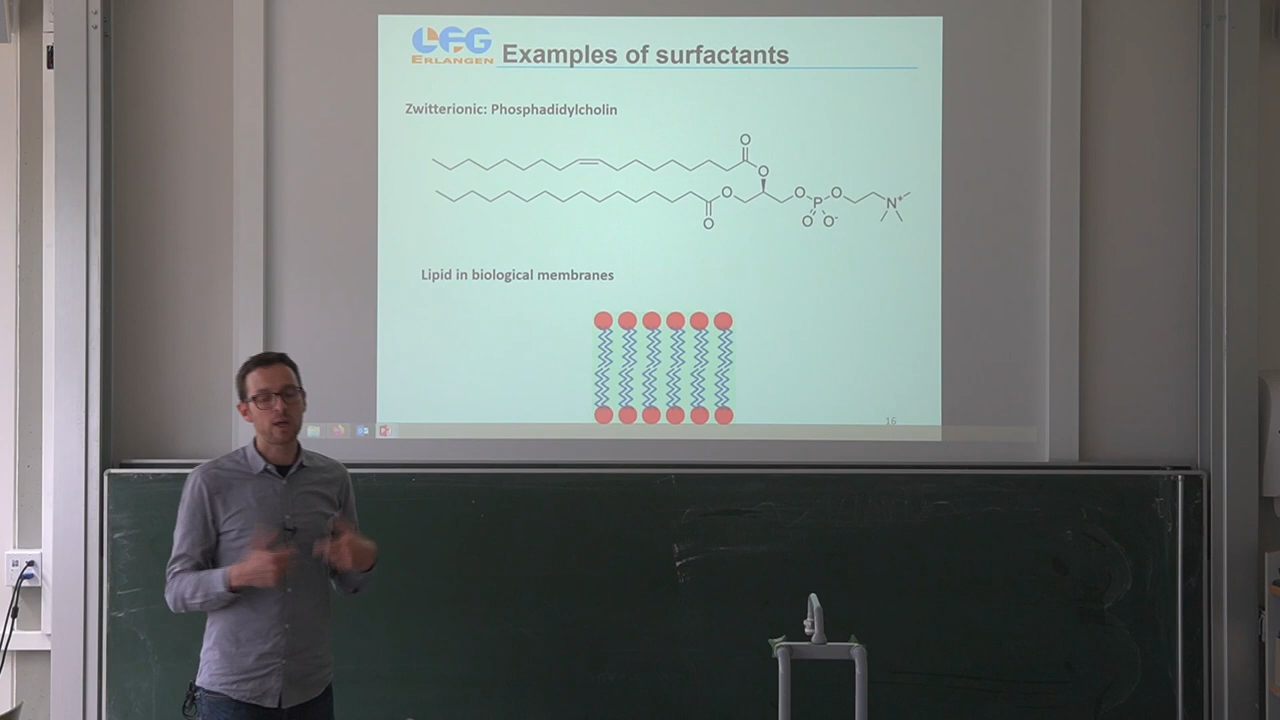 LFG
ERLANGEN
Examples of surfactants
Zwitterionic: Phosphadidylcholin
O
O
O
O
O P O N+
O O-
Lipid in biological membranes
16